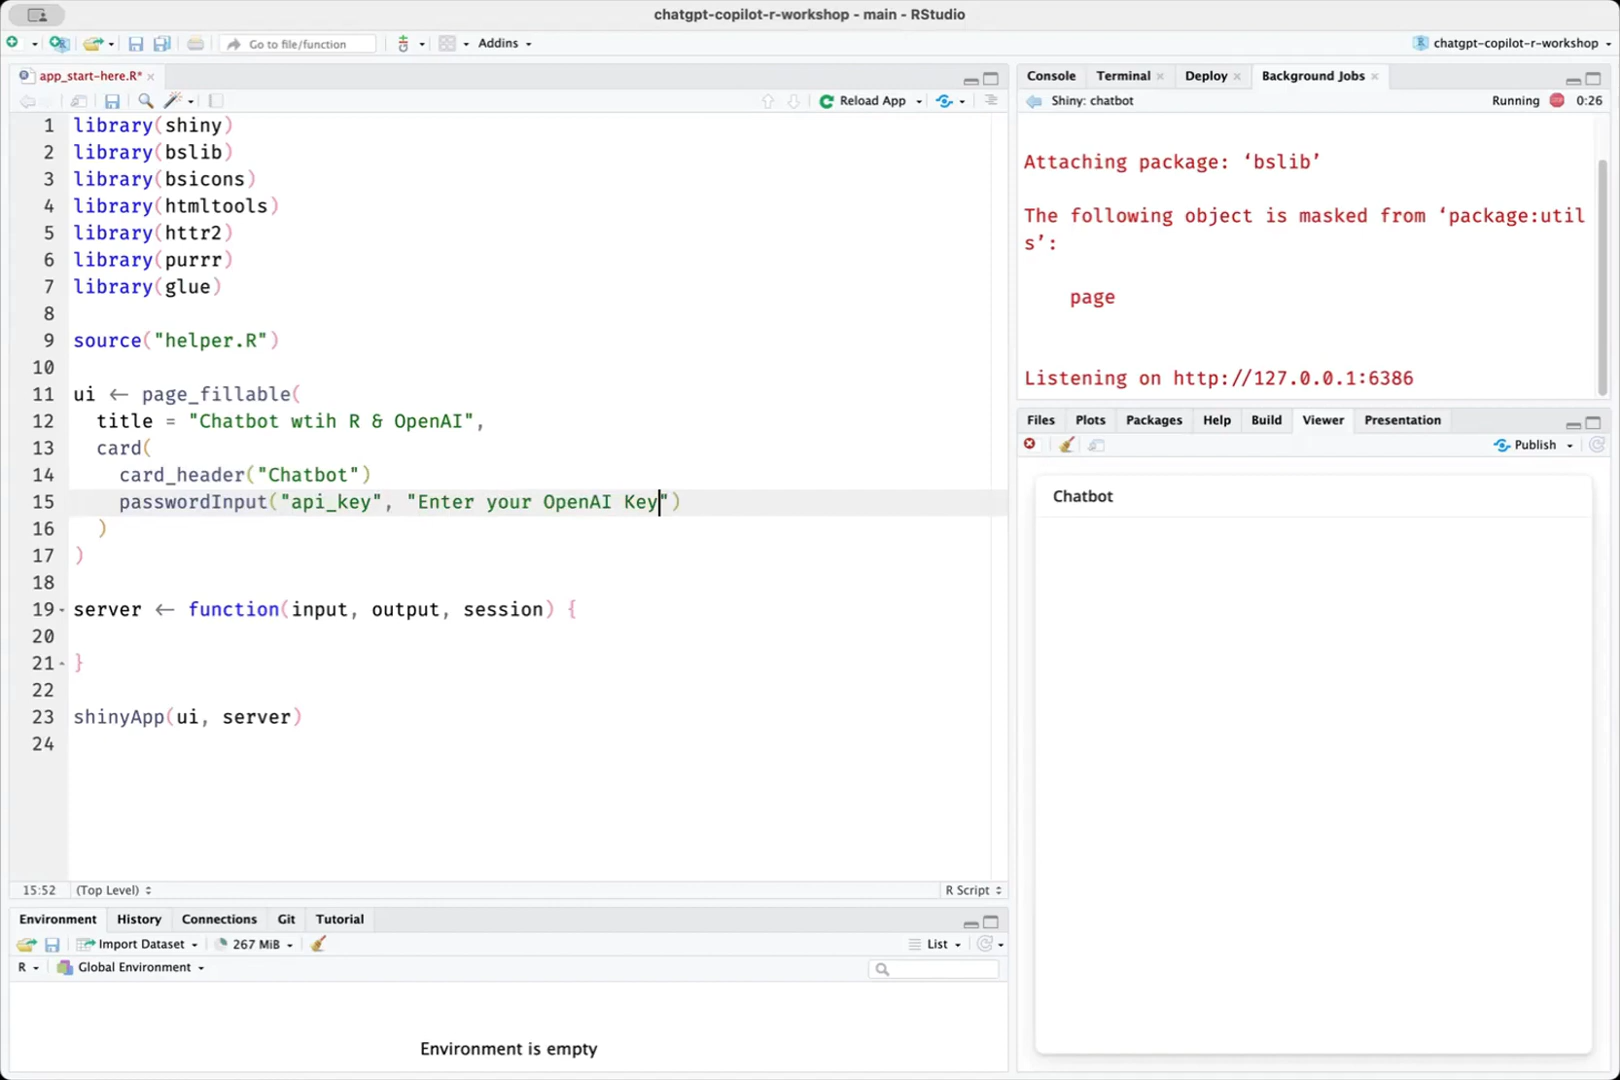 chatgpt-copilot-r-workshop - main - RStudio
Go to file/function
Addins
chatgpt-copilot-r-workshop
app_start-here.R*
Reload App
1 library(shiny)
2 library(bslib)
3 library(bsicons)
4 library(htmltools)
5 library(httr2)
6 library(purrr)
7 library(glue)
8
9 source("helper.R")
10
11 ui <- page_fillable(
12 title = "Chatbot wtih R & OpenAI",
13 card(
14 card_header("Chatbot")
15 passwordInput("api_key", "Enter your OpenAI Key")
16 )
17 )
18
19 server <- function(input, output, session) {
20
21 }
22
23 shinyApp(ui, server)
24
15:52 (Top Level) R Script
Environment History Connections Git Tutorial
Import Dataset 267 MiB List
R Global Environment
Environment is empty
Console Terminal Deploy Background Jobs
Shiny: chatbot Running 0:26
Attaching package: ‘bslib’
The following object is masked from ‘package:util
s’:
page
Listening on http://127.0.0.1:6386
Files Plots Packages Help Build Viewer Presentation
Publish
Chatbot